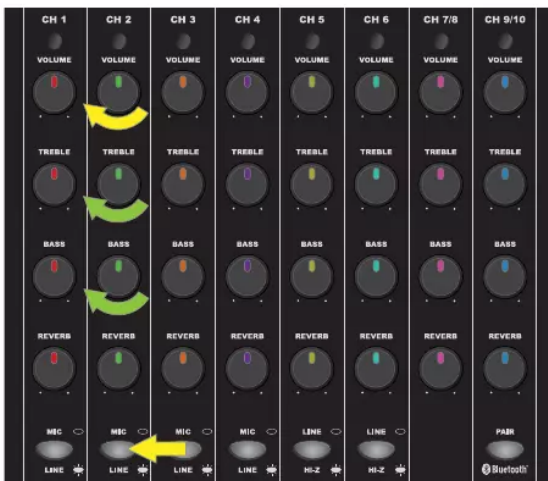 CH 1 CH 2 CH 3 CH 4 CH 5 CH 6 CH 7/8 CH 9/10
VOLUME VOLUME VOLUME VOLUME VOLUME VOLUME VOLUME VOLUME
TREBLE TREBLE TREBLE TREBLE TREBLE TREBLE TREBLE TREBLE
BASS BASS BASS BASS BASS BASS BASS BASS
REVERB REVERB REVERB REVERB REVERB REVERB REVERB REVERB
MIC MIC MIC MIC LINE LINE PAIR
LINE LINE LINE LINE HI-Z HI-Z Bluetooth